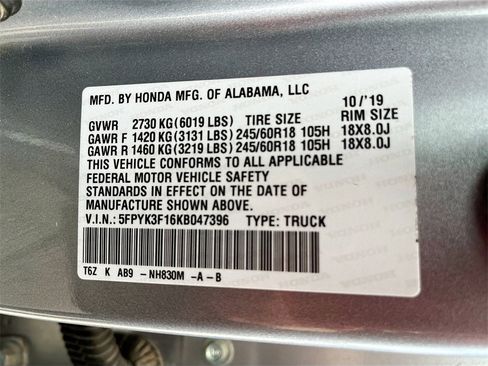 MFD. BY HONDA MFG. OF ALABAMA, LLC
10/'19
GVWR 2730 KG (6019 LBS) TIRE SIZE RIM SIZE
GAWR F 1420 KG (3131 LBS) 245/60R18 105H 18X8.0J
GAWR R 1460 KG (3219 LBS) 245/60R18 105H 18X8.0J
THIS VEHICLE CONFORMS TO ALL APPLICABLE
FEDERAL MOTOR VEHICLE SAFETY
STANDARDS IN EFFECT ON THE DATE OF
MANUFACTURE SHOWN ABOVE.
V.I.N.: 5FPYK3F16KB047396 TYPE: TRUCK
T6Z K AB9 -NH830M -A-B